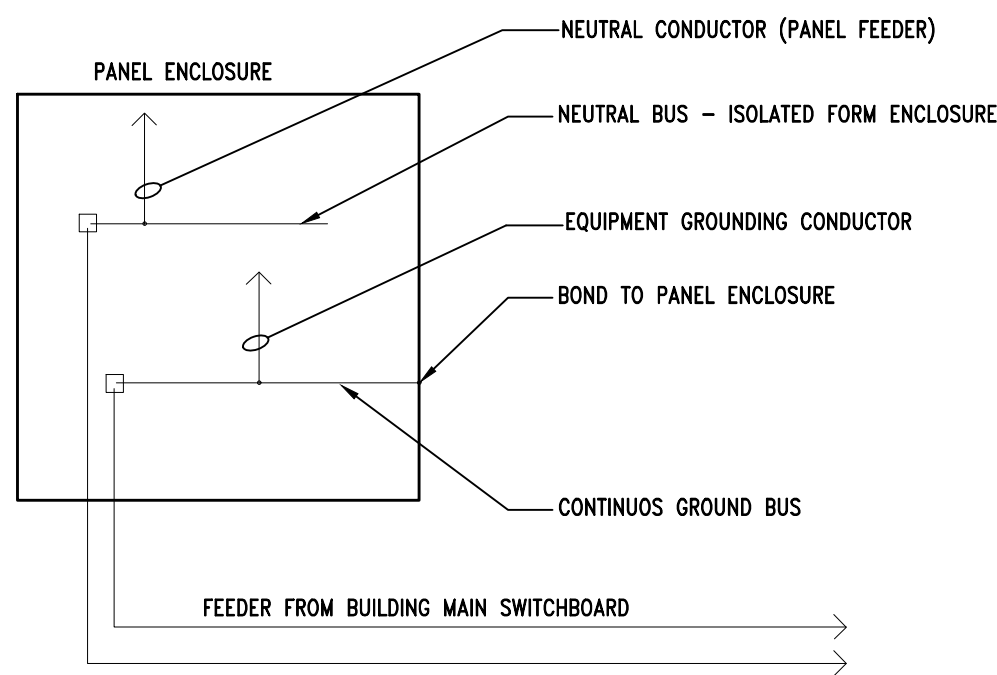 NEUTRAL CONDUCTOR (PANEL FEEDER)
PANEL ENCLOSURE
NEUTRAL BUS – ISOLATED FORM ENCLOSURE
EQUIPMENT GROUNDING CONDUCTOR
BOND TO PANEL ENCLOSURE
CONTINUOS GROUND BUS
FEEDER FROM BUILDING MAIN SWITCHBOARD